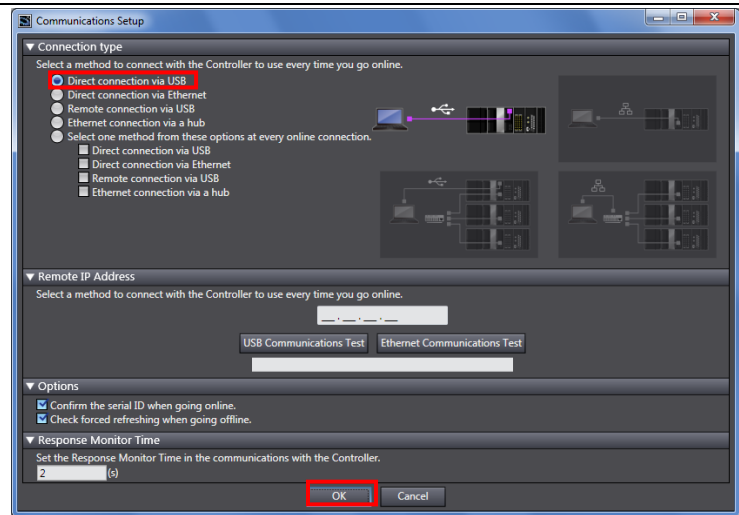 Communications Setup
▼ Connection type
Select a method to connect with the Controller to use every time you go online.
Direct connection via USB
Direct connection via Ethernet
Remote connection via USB
Ethernet connection via a hub
Select one method from these options at every online connection.
Direct connection via USB
Direct connection via Ethernet
Remote connection via USB
Ethernet connection via a hub
▼ Remote IP Address
Select a method to connect with the Controller to use every time you go online.
__.__.__.__
USB Communications Test Ethernet Communications Test
▼ Options
Confirm the serial ID when going online.
Check forced refreshing when going offline.
▼ Response Monitor Time
Set the Response Monitor Time in the communications with the Controller.
2 (s)
OK Cancel